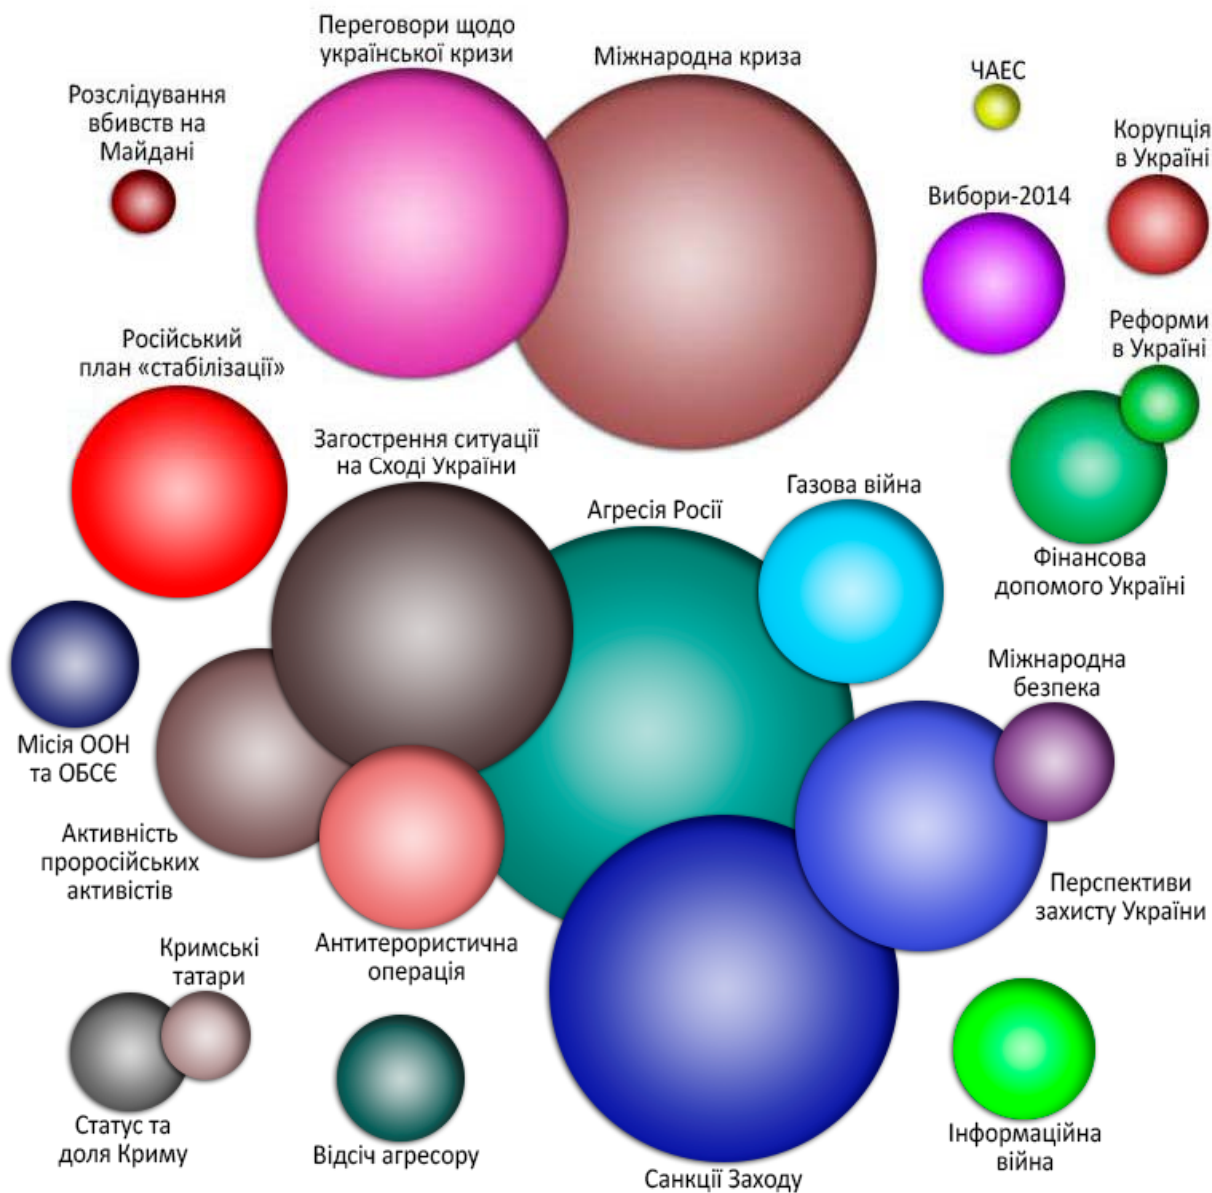 Переговори щодо
української кризи
Міжнародна криза
ЧАЕС
Розслідування
вбивств на
Майдані
Корупція
в Україні
Вибори-2014
Російський
план «стабілізації»
Реформи
в Україні
Загострення ситуації
на Сході України
Агресія Росії
Газова війна
Фінансова
допомого Україні
Міжнародна
безпека
Місія ООН
та ОБСЄ
Активність
проросійських
активістів
Перспективи
захисту України
Антитерористична
операція
Кримські
татари
Статус та
доля Криму
Відсіч агресору
Санкції Заходу
Інформаційна
війна